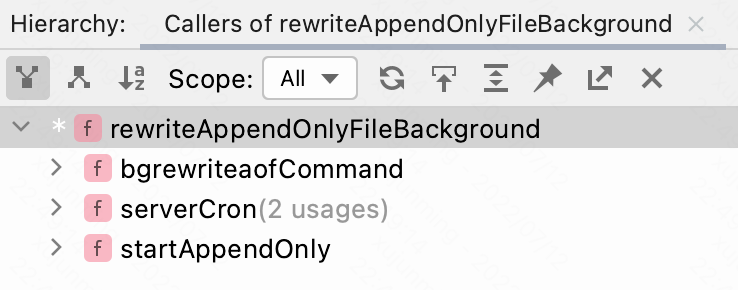 Hierarchy: Callers of rewriteAppendOnlyFileBackground
Scope: All
rewriteAppendOnlyFileBackground
bgrewriteaofCommand
serverCron(2 usages)
startAppendOnly